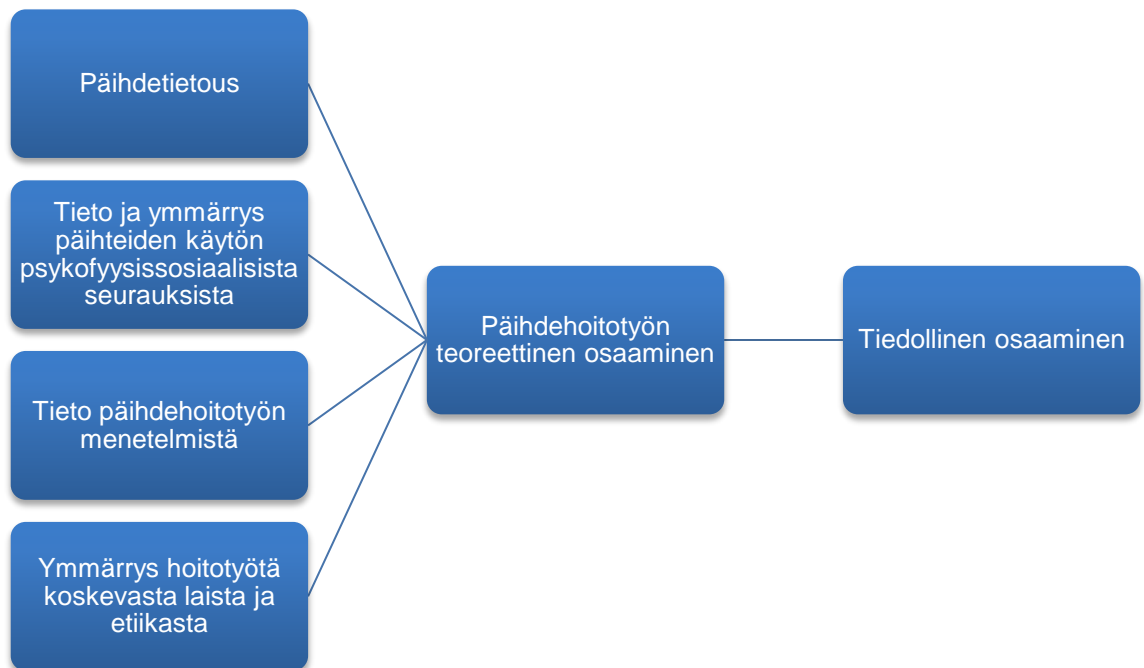 Päihdetietous
Tieto ja ymmärrys
päihteiden käytön
psykofyysissosiaalisista
seurauksista
Tieto päihdehoitotyön
menetelmistä
Ymmärrys hoitotyötä
koskevasta laista ja
etiikasta
Päihdehoitotyön
teoreettinen osaaminen
Tiedollinen osaaminen